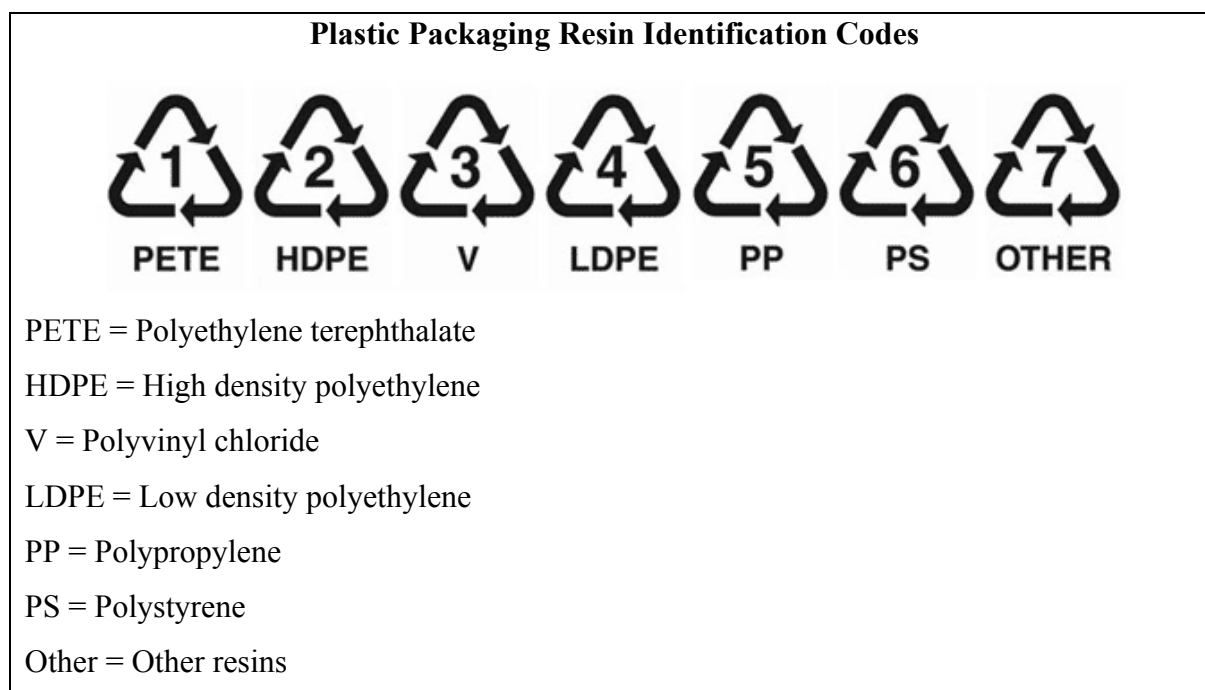 Plastic Packaging Resin Identification Codes
1 2 3 4 5 6 7
PETE HDPE V LDPE PP PS OTHER
PETE = Polyethylene terephthalate
HDPE = High density polyethylene
V = Polyvinyl chloride
LDPE = Low density polyethylene
PP = Polypropylene
PS = Polystyrene
Other = Other resins